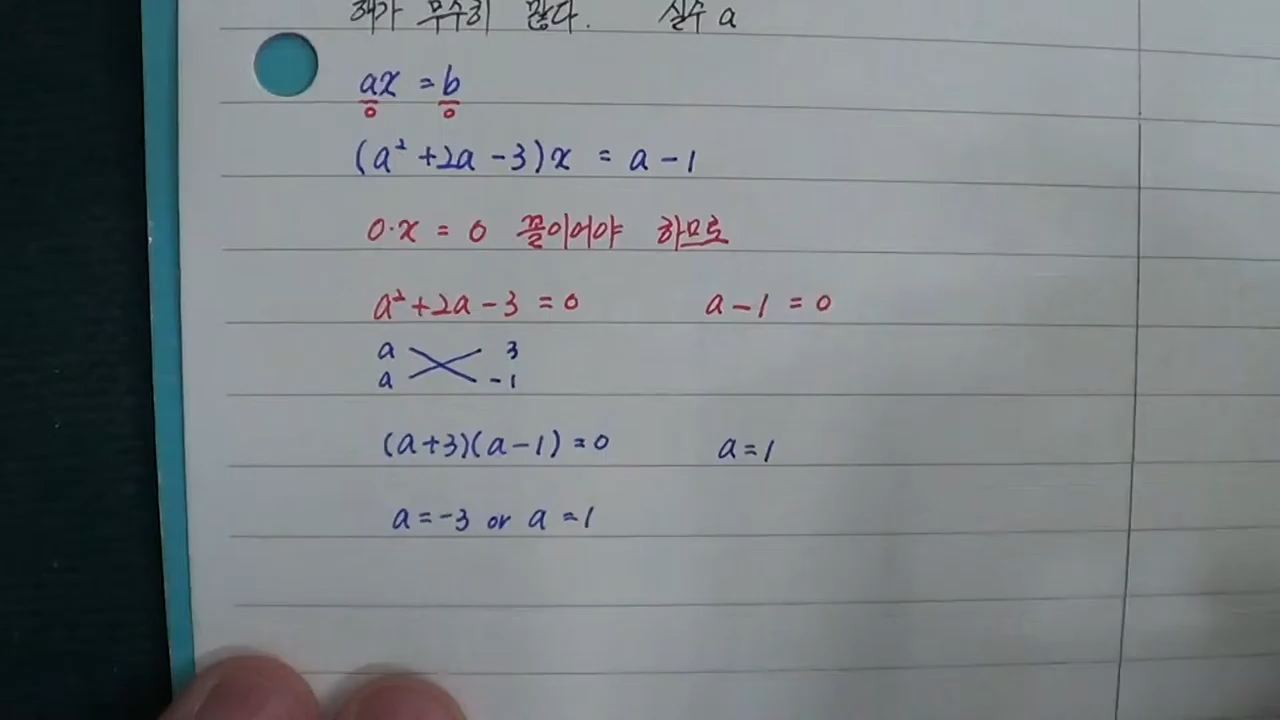 해가 무수히 많다. 실수 a
ax = b
0 0
(a² +2a -3)x = a -1
0·x = 0 꼴이어야 하므로
a²+2a-3 = 0 a-1 = 0
a 3
a -1
(a+3)(a-1) = 0 a=1
a=-3 or a=1